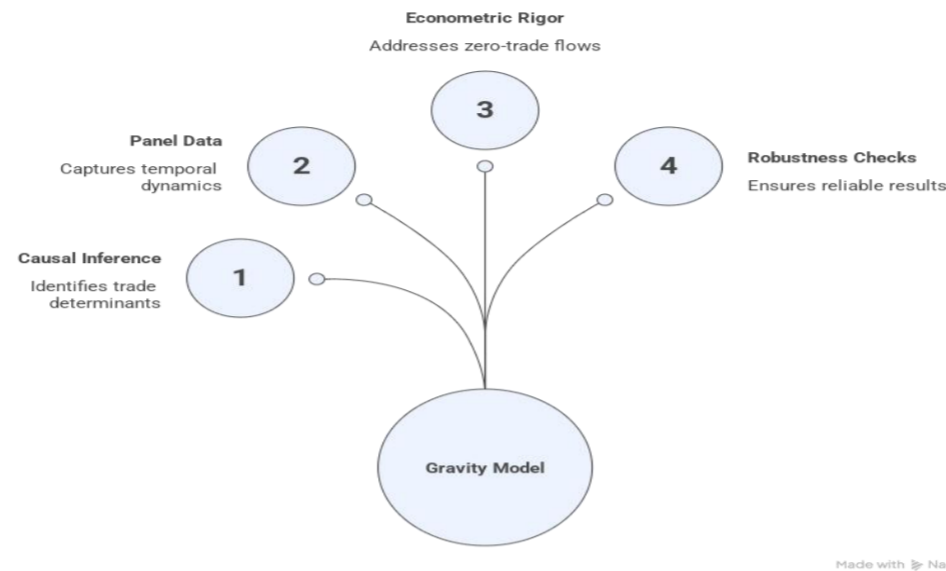 Econometric Rigor
Addresses zero-trade flows
3
Panel Data
Captures temporal
dynamics
2
4
Robustness Checks
Ensures reliable results
Causal Inference
Identifies trade
determinants
1
Gravity Model
Made with Na